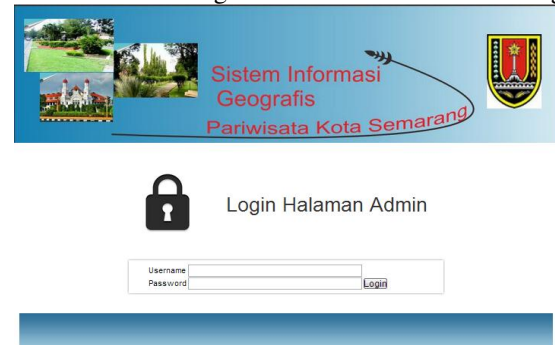 Sistem Informasi
Geografis
Pariwisata Kota Semarang
Login Halaman Admin
Username
Password
Login